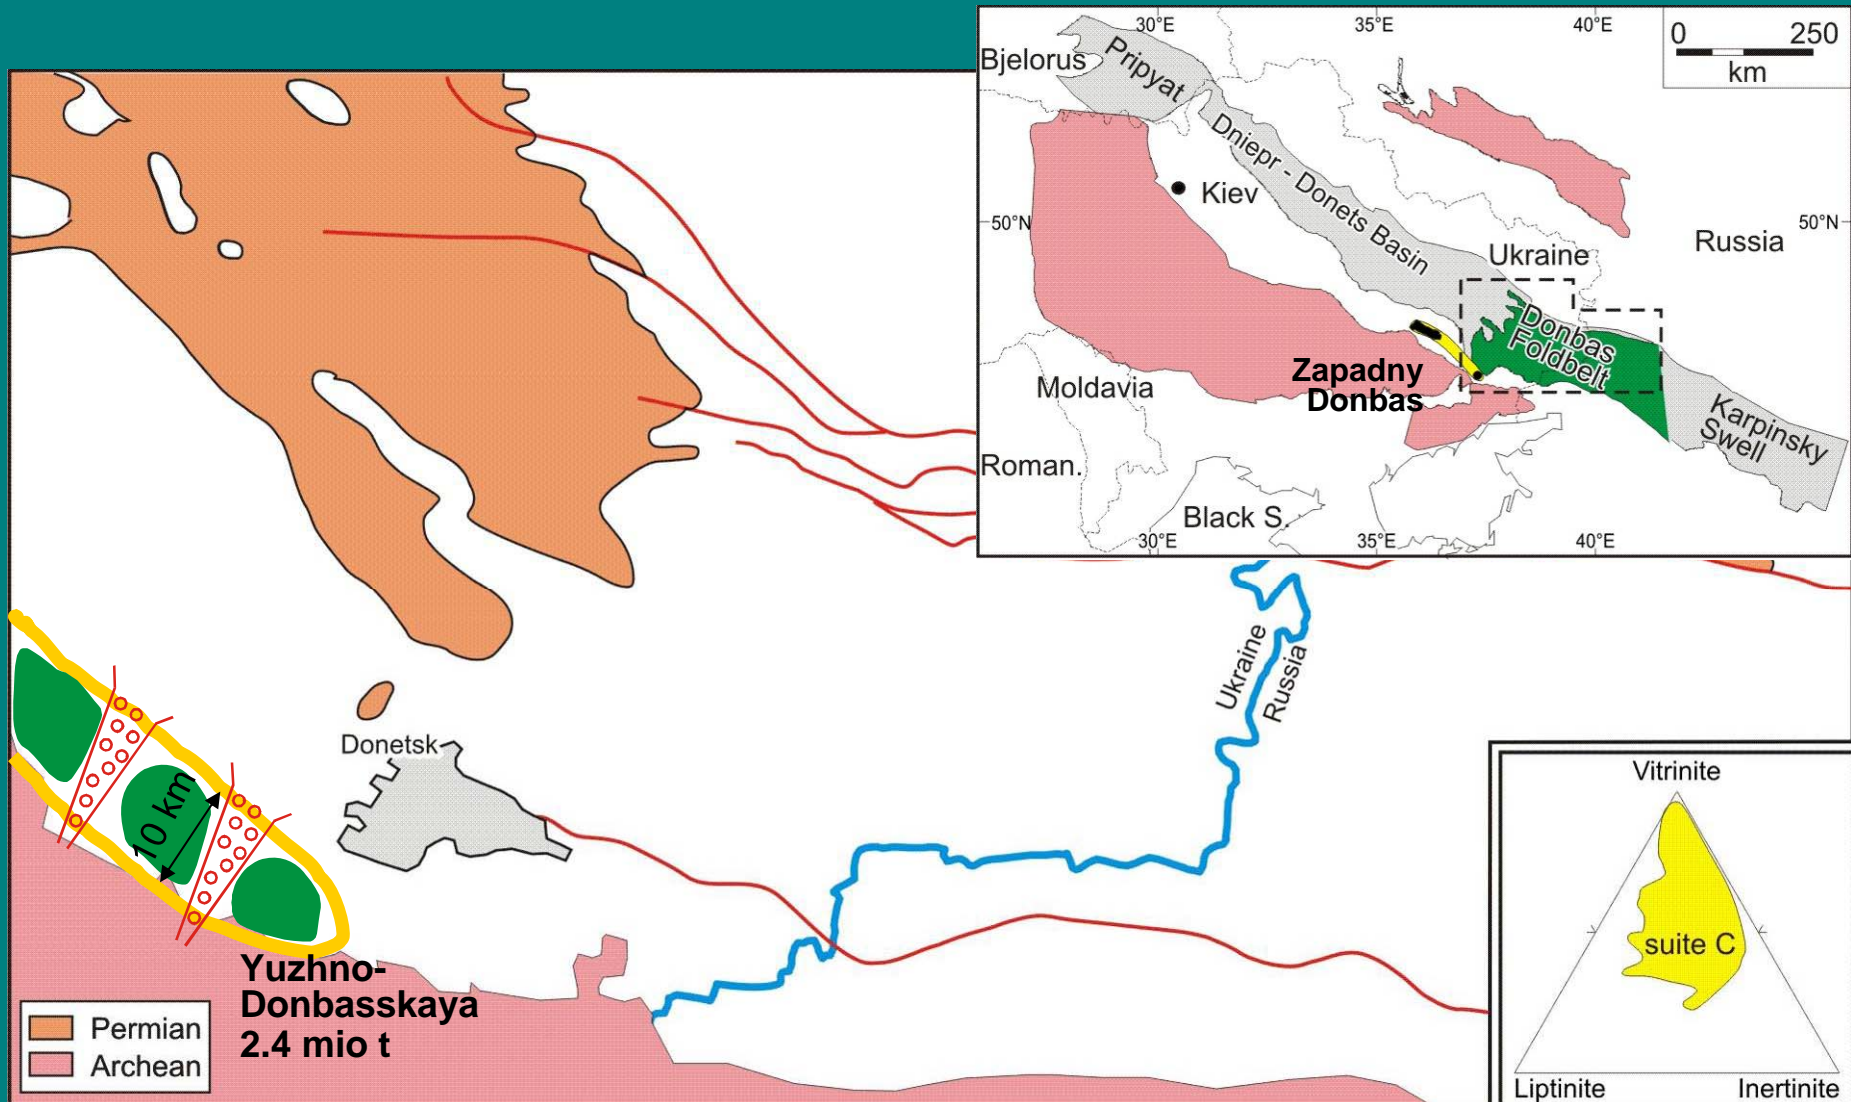 30°E
35°E
40°E
0 250
km
Bjelorus
Pripyat
Dniepr - Donets Basin
Kiev
50°N
50°N
Russia
Ukraine
Donbas
Foldbelt
Zapadny
Donbas
Moldavia
Karpinsky
Swell
Roman.
Black S.
30°E
35°E
40°E
Ukraine
Russia
Donetsk
10 km
Yuzhno-
Donbasskaya
2.4 mio t
Permian
Archean
Vitrinite
suite C
Liptinite
Inertinite